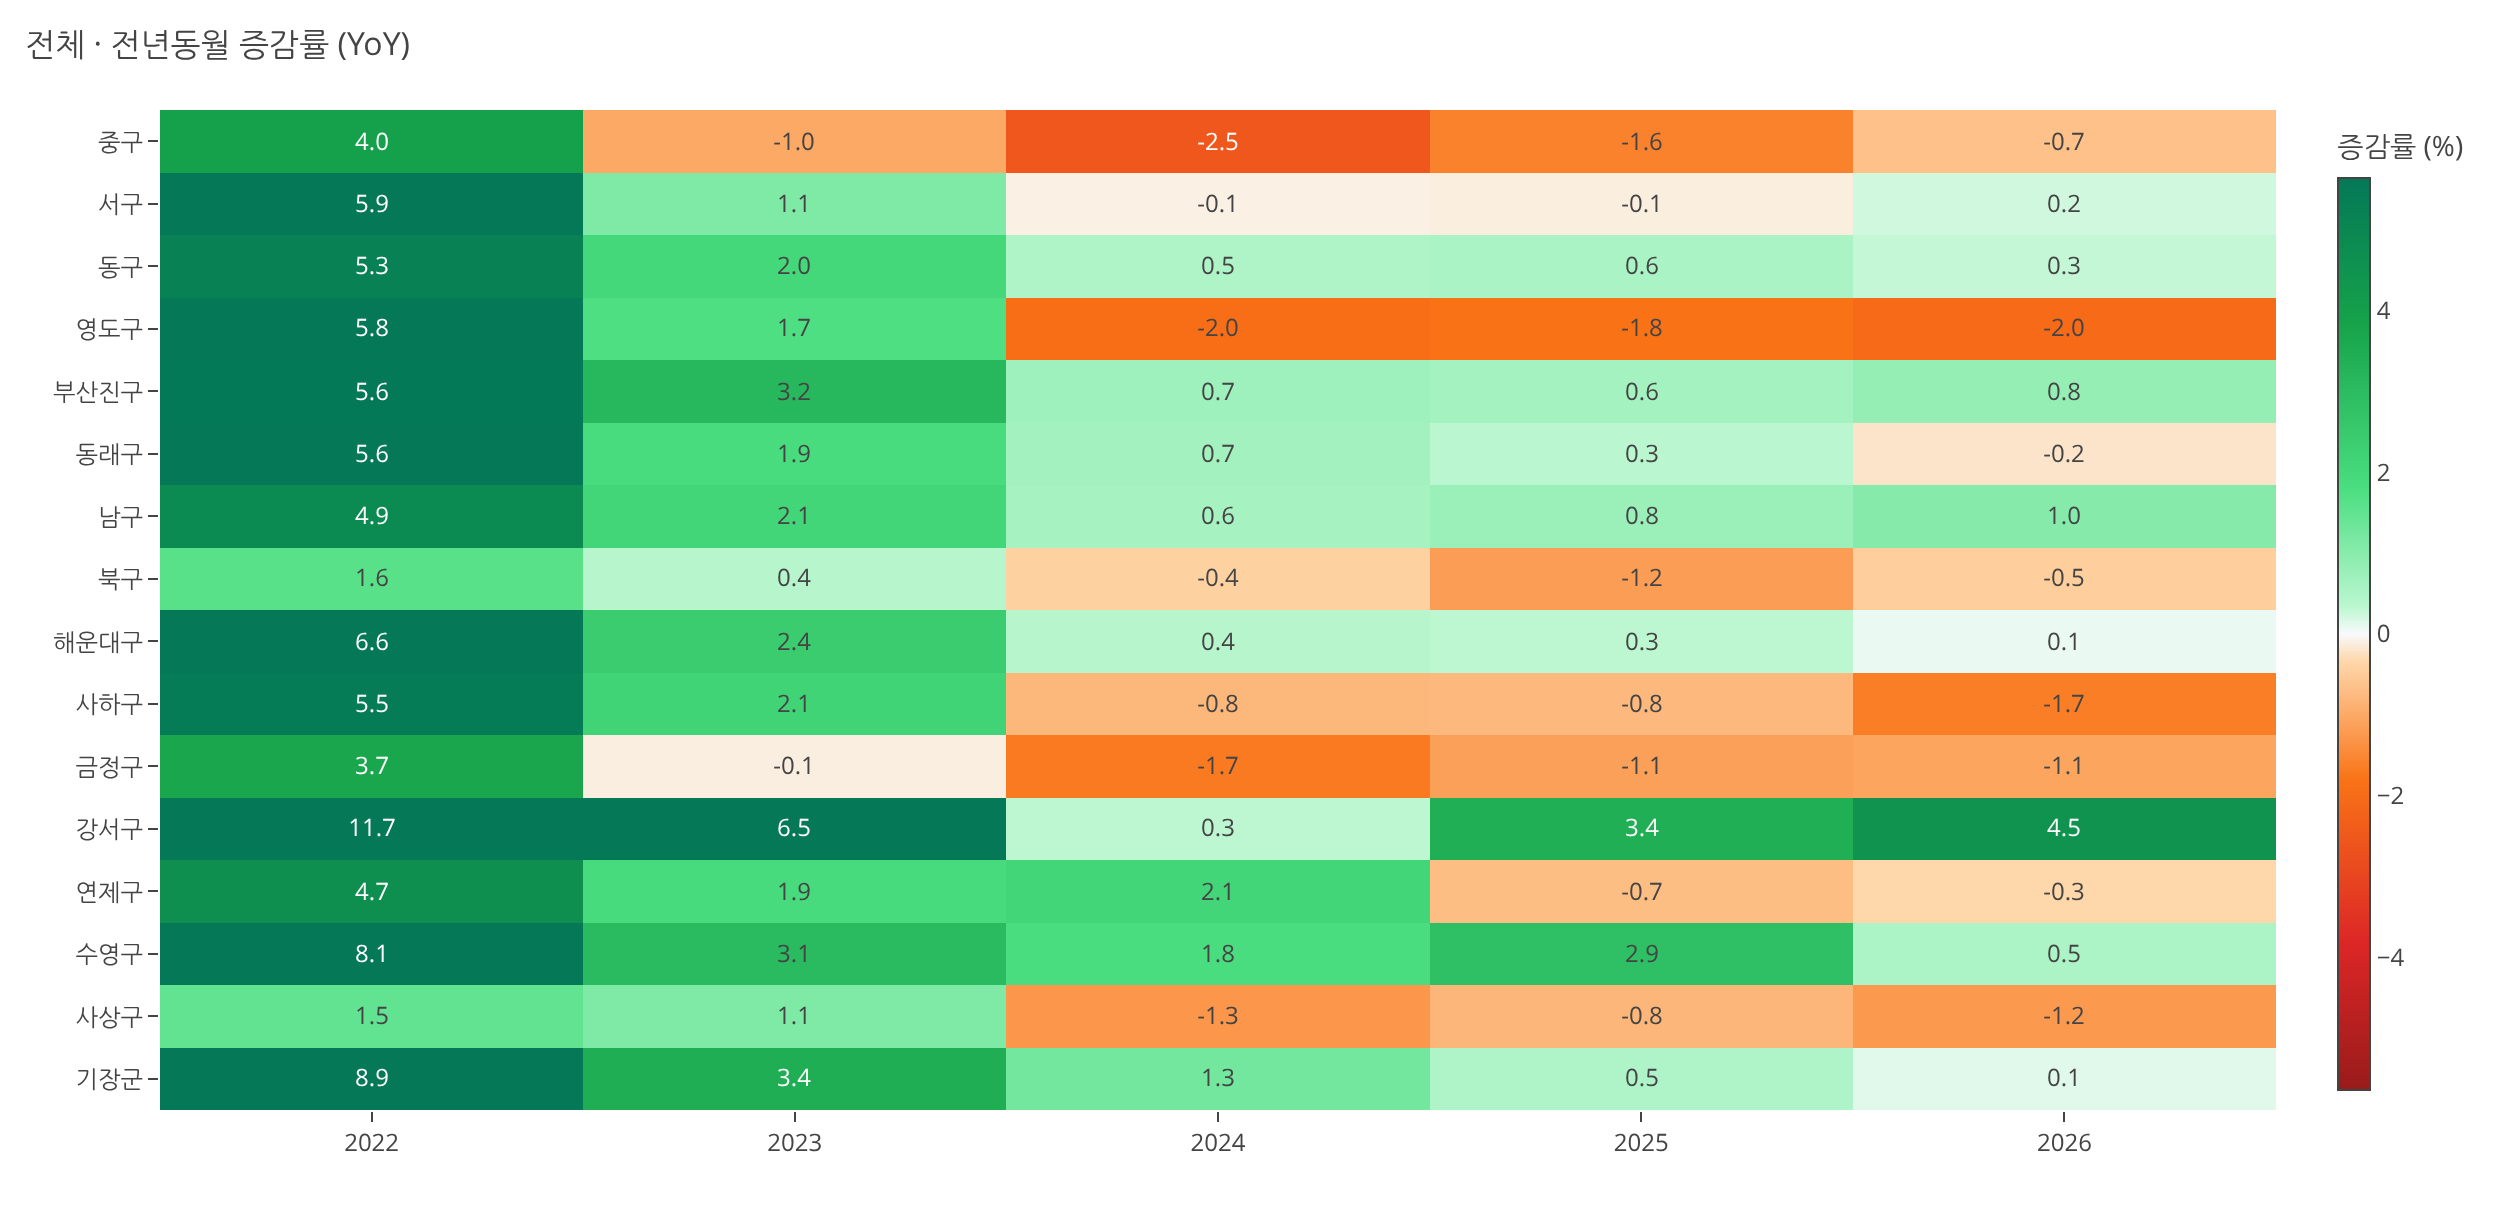 전체 · 전년동월 증감률 (YoY)
증감률 (%)
중구 4.0 -1.0 -2.5 -1.6 -0.7
서구 5.9 1.1 -0.1 -0.1 0.2
동구 5.3 2.0 0.5 0.6 0.3
영도구 5.8 1.7 -2.0 -1.8 -2.0
부산진구 5.6 3.2 0.7 0.6 0.8
동래구 5.6 1.9 0.7 0.3 -0.2
남구 4.9 2.1 0.6 0.8 1.0
북구 1.6 0.4 -0.4 -1.2 -0.5
해운대구 6.6 2.4 0.4 0.3 0.1
사하구 5.5 2.1 -0.8 -0.8 -1.7
금정구 3.7 -0.1 -1.7 -1.1 -1.1
강서구 11.7 6.5 0.3 3.4 4.5
연제구 4.7 1.9 2.1 -0.7 -0.3
수영구 8.1 3.1 1.8 2.9 0.5
사상구 1.5 1.1 -1.3 -0.8 -1.2
기장군 8.9 3.4 1.3 0.5 0.1
2022 2023 2024 2025 2026
4
2
0
−2
−4